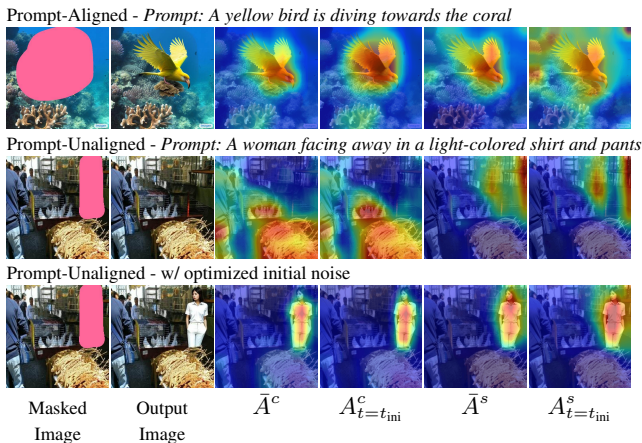 Prompt-Aligned - Prompt: A yellow bird is diving towards the coral
Prompt-Unaligned - Prompt: A woman facing away in a light-colored shirt and pants
Prompt-Unaligned - w/ optimized initial noise
Masked Image
Output Image
Ā^c
A^c_{t=t_ini}
Ā^s
A^s_{t=t_ini}